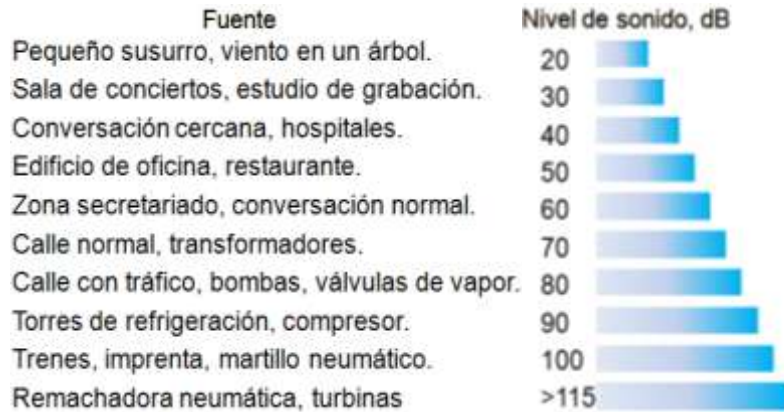 Fuente Nivel de sonido, dB
Pequeño susurro, viento en un árbol. 20
Sala de conciertos, estudio de grabación. 30
Conversación cercana, hospitales. 40
Edificio de oficina, restaurante. 50
Zona secretariado, conversación normal. 60
Calle normal, transformadores. 70
Calle con tráfico, bombas, válvulas de vapor. 80
Torres de refrigeración, compresor. 90
Trenes, imprenta, martillo neumático. 100
Remachadora neumática, turbinas >115